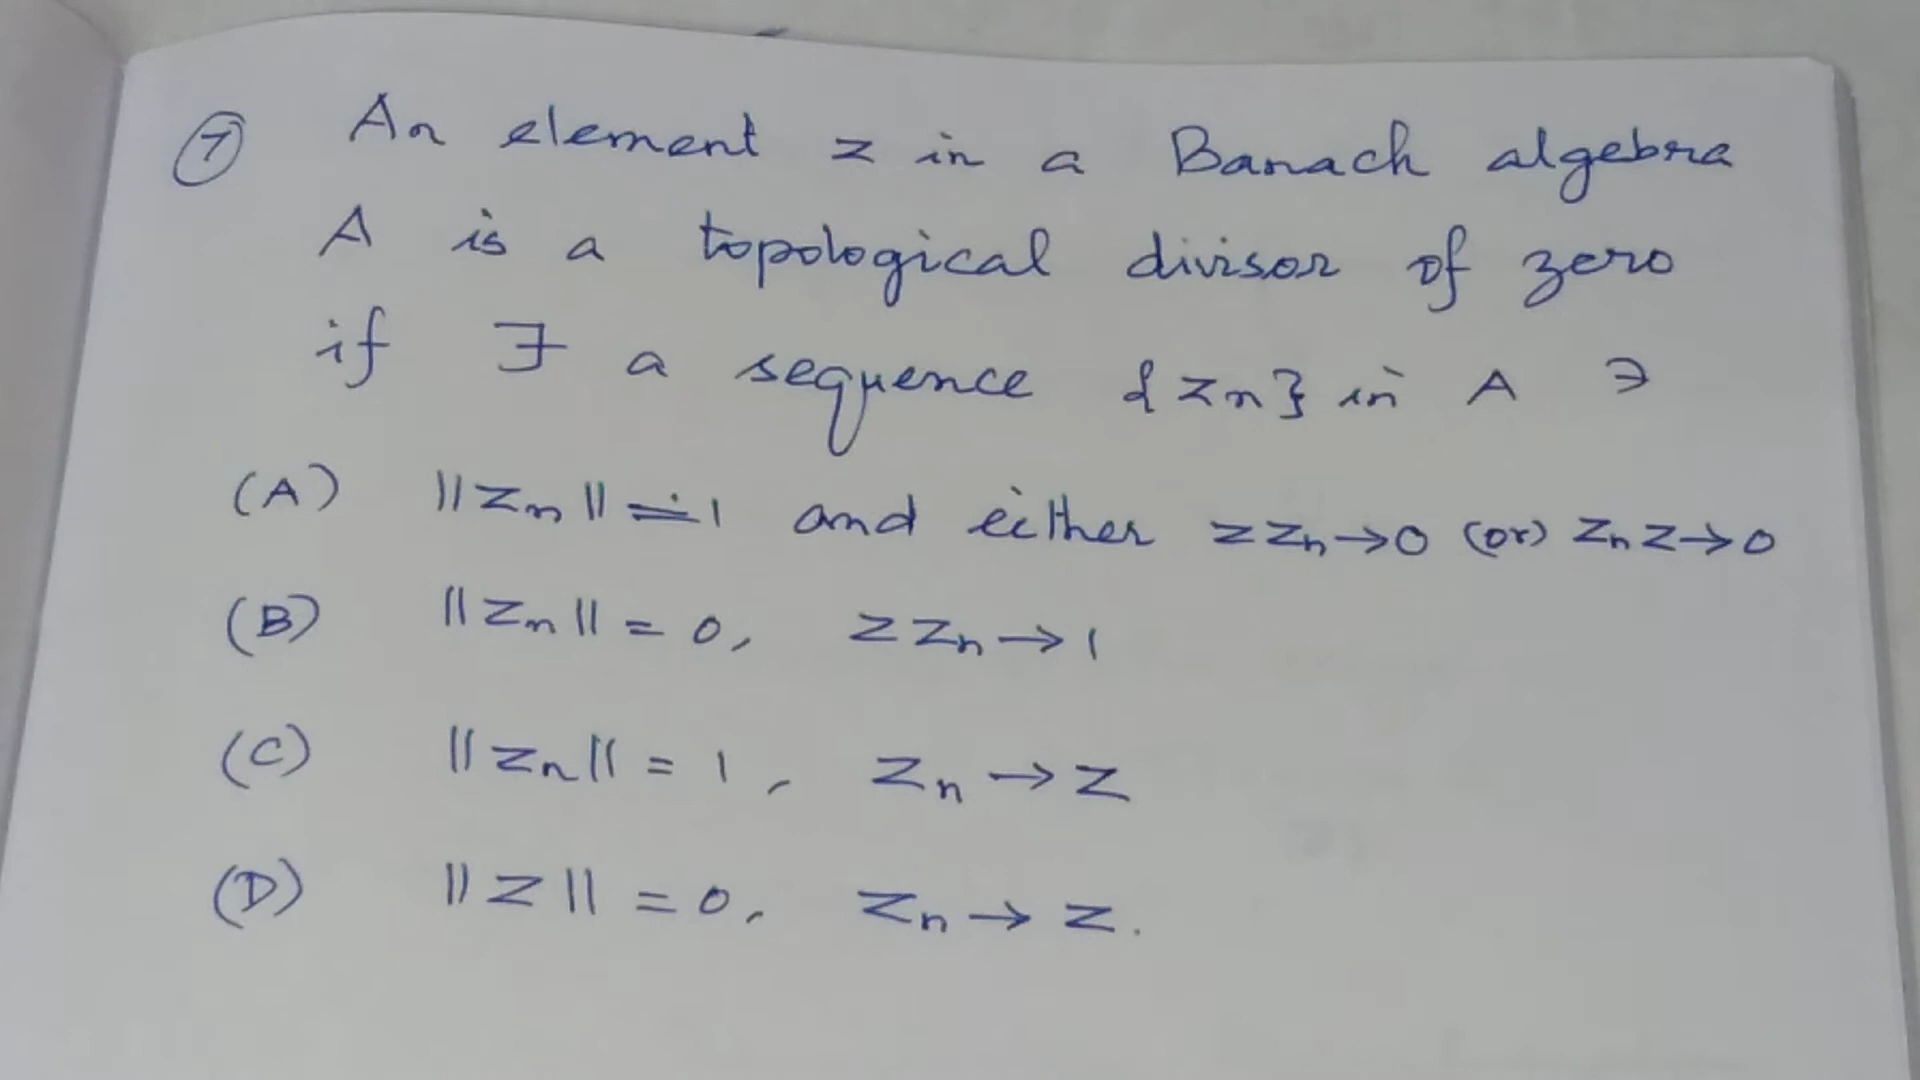 ⑦ An element z in a Banach algebra
A is a topological divisor of zero
if ∃ a sequence {zn} in A ∋
(A) ||zn|| = 1 and either zzn→0 (or) znz→0
(B) ||zn|| = 0, zzn→1
(C) ||zn|| = 1, zn→z
(D) ||z|| = 0, zn→z.